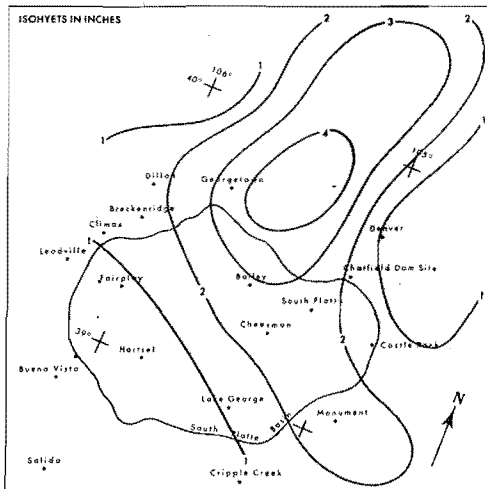 ISOHYETS IN INCHES
2
3
2
1
106°
40°
1
1
4
105°
Dillon
Georgetown
Breckenridge
Climax
Denver
1
Leadville
Chatfield Dam Site
Fairplay
Bailey
2
1
South Platt
Cheesman
39°
2
Hartsel
Castle Rock
Buena Vista
Lake George
Monument
South Platte Basin
N
1
Salida
Cripple Creek